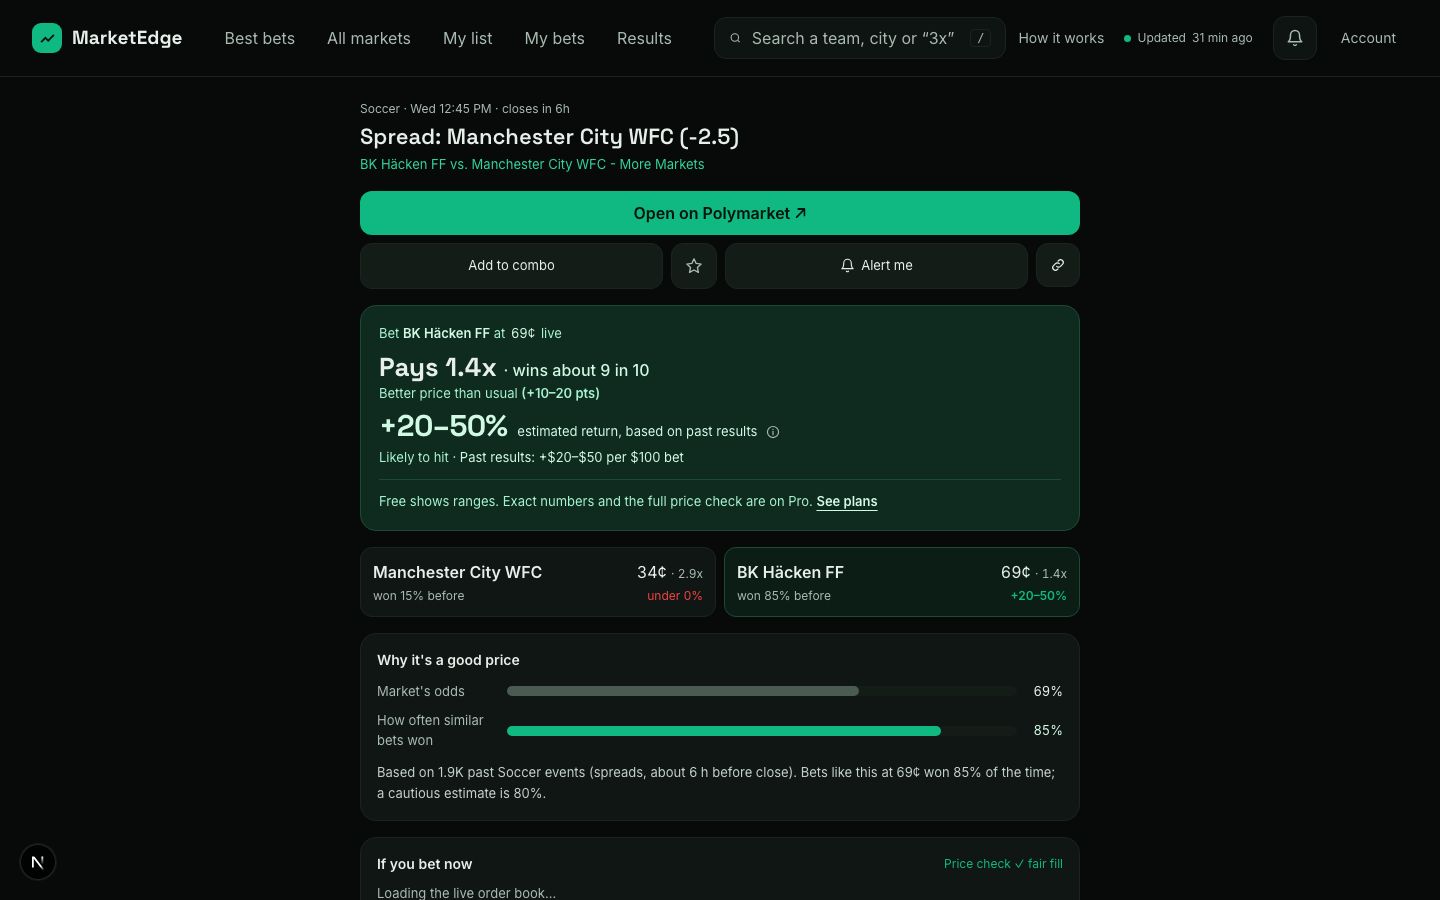 MarketEdge
Best bets
All markets
My list
My bets
Results
Search a team, city or “3x”
/
How it works
Updated 31 min ago
Account
Soccer · Wed 12:45 PM · closes in 6h
Spread: Manchester City WFC (-2.5)
BK Häcken FF vs. Manchester City WFC - More Markets
Open on Polymarket ↗
Add to combo
Alert me
Bet BK Häcken FF at 69¢ live
Pays 1.4x · wins about 9 in 10
Better price than usual (+10–20 pts)
+20–50% estimated return, based on past results
Likely to hit · Past results: +$20–$50 per $100 bet
Free shows ranges. Exact numbers and the full price check are on Pro. See plans
Manchester City WFC 34¢ · 2.9x
won 15% before under 0%
BK Häcken FF 69¢ · 1.4x
won 85% before +20–50%
Why it's a good price
Market's odds 69%
How often similar
bets won 85%
Based on 1.9K past Soccer events (spreads, about 6 h before close). Bets like this at 69¢ won 85% of the time;
a cautious estimate is 80%.
If you bet now Price check ✓ fair fill
Loading the live order book…
N